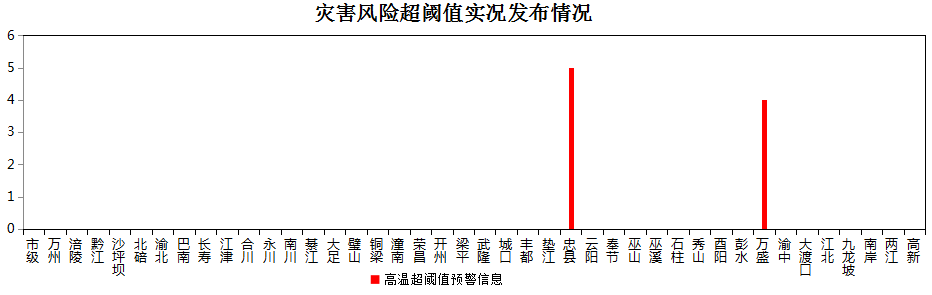 灾害风险超阈值实况发布情况
6
5
4
3
2
1
0
市级
万州
涪陵
黔江
沙坪坝
北碚
渝北
巴南
长寿
江津
合川
永川
南川
綦江
大足
璧山
铜梁
潼南
荣昌
开州
梁平
武隆
城口
丰都
垫江
忠县
云阳
奉节
巫山
巫溪
石柱
秀山
酉阳
彭水
万盛
渝中
大渡口
江北
九龙坡
南岸
两江
高新
高温超阈值预警信息